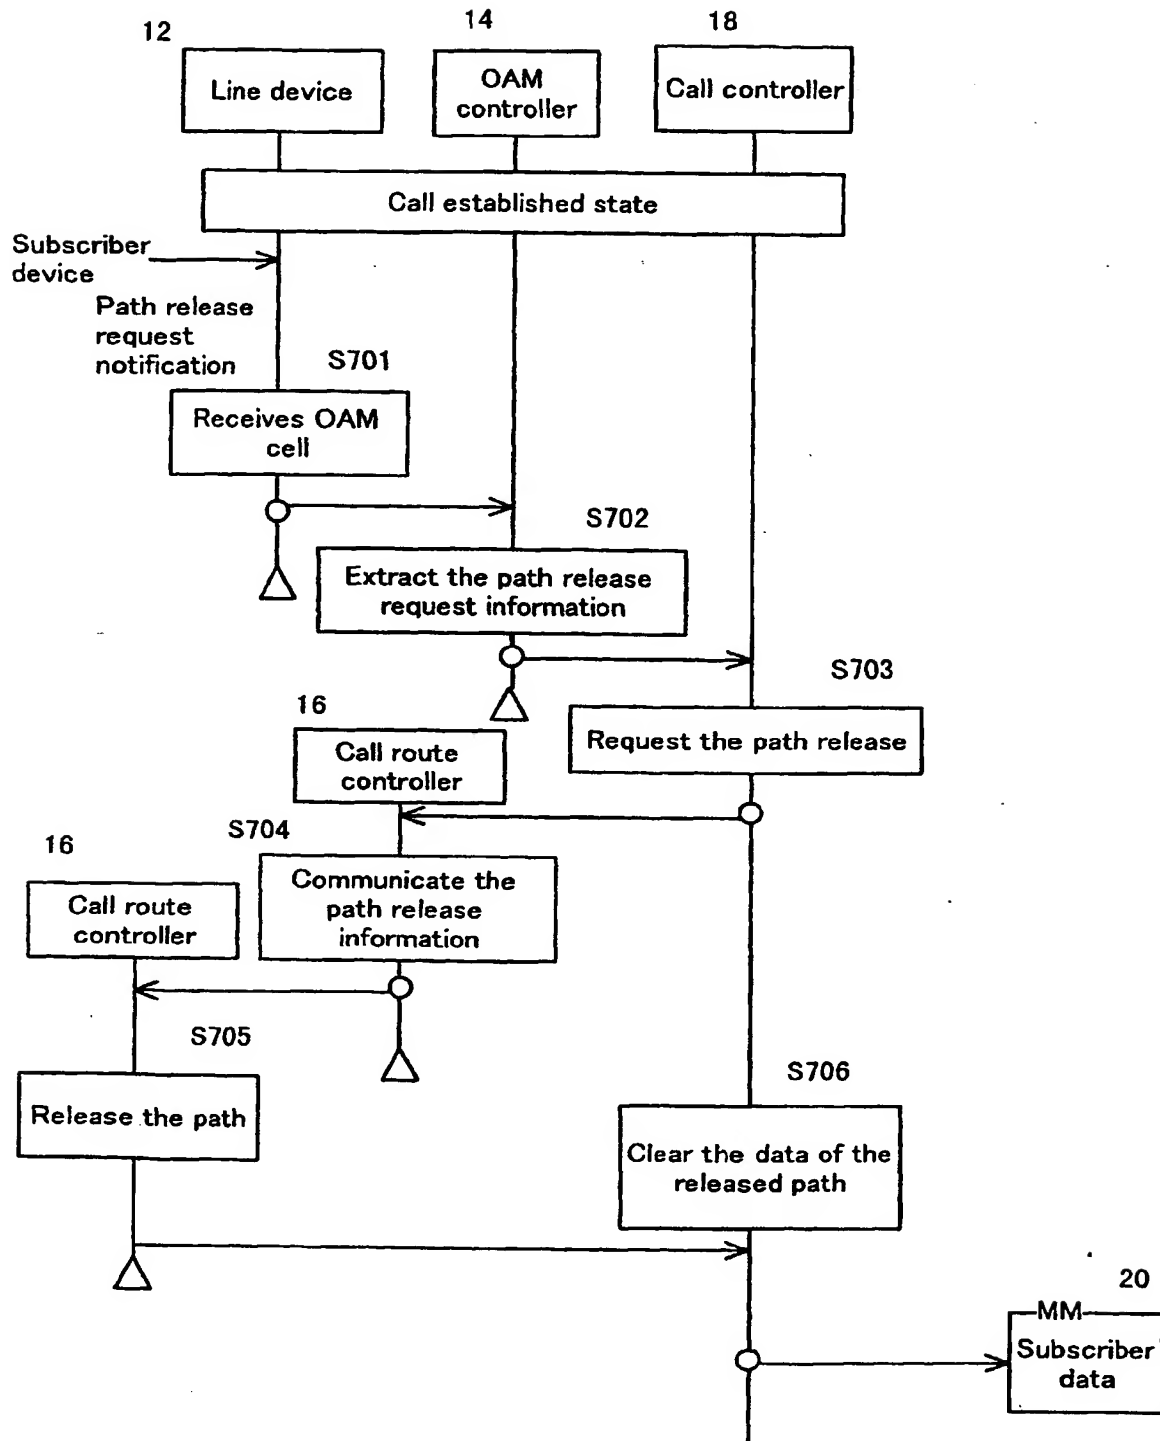 12
14
18
Line device
OAM
controller
Call controller
Call established state
Subscriber
device
Path release
request
notification
S701
Receives OAM
cell
S702
Extract the path release
request information
S703
Request the path release
16
Call route
controller
S704
Communicate the
path release
information
16
Call route
controller
S705
Release the path
S706
Clear the data of the
released path
20
MM
Subscriber
data